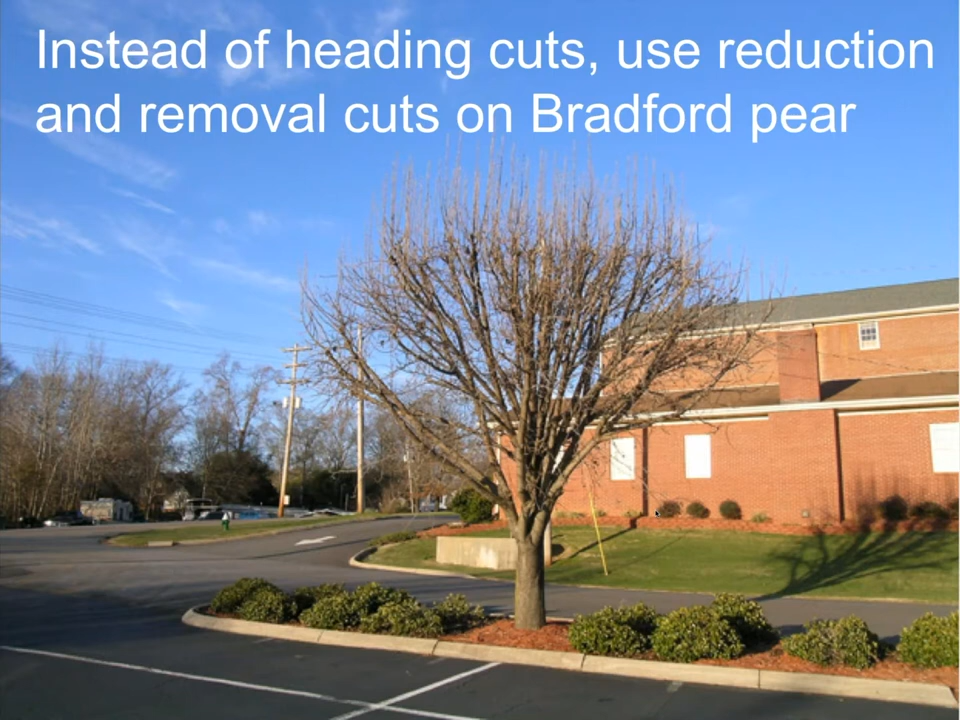 Instead of heading cuts, use reduction
and removal cuts on Bradford pear